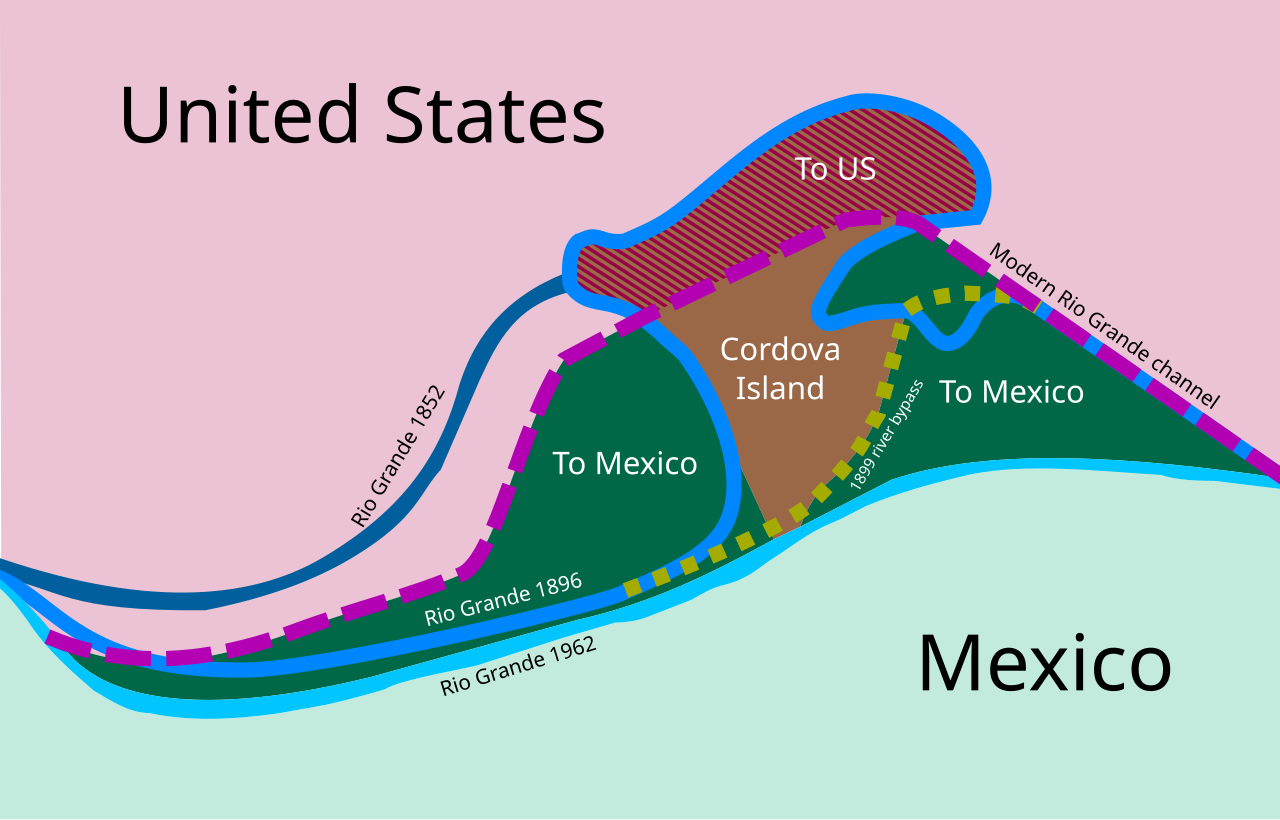 United States
To US
Modern Rio Grande channel
Cordova
Island
Rio Grande 1852
To Mexico
1899 river bypass
To Mexico
Rio Grande 1896
Rio Grande 1962
Mexico